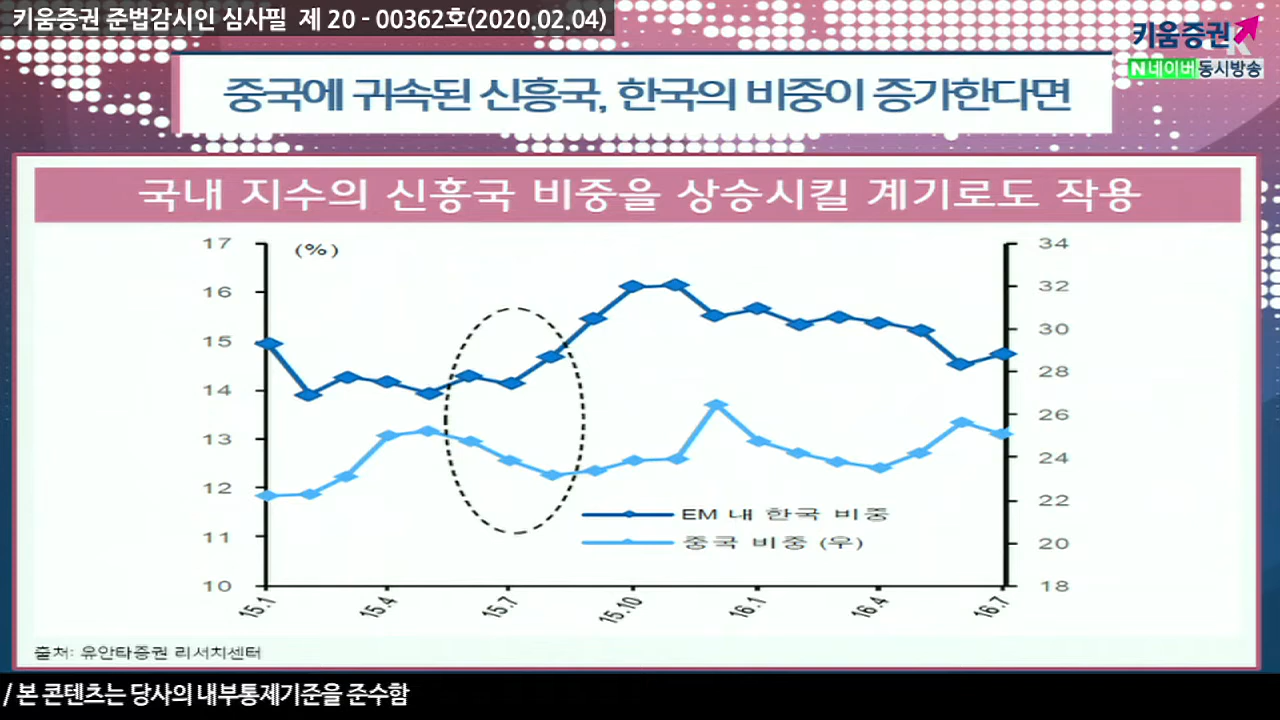 키움증권 준법감시인 심사필 제 20 - 00362호(2020.02.04)
키움증권
N 네이버 동시방송
중국에 귀속된 신흥국, 한국의 비중이 증가한다면
국내 지수의 신흥국 비중을 상승시킬 계기로도 작용
(%)
17
16
15
14
13
12
11
10
34
32
30
28
26
24
22
20
18
EM 내 한국 비중
중국 비중 (우)
15.1
15.4
15.7
15.10
16.1
16.4
16.7
출처: 유안타증권 리서치센터
/ 본 콘텐츠는 당사의 내부통제기준을 준수함